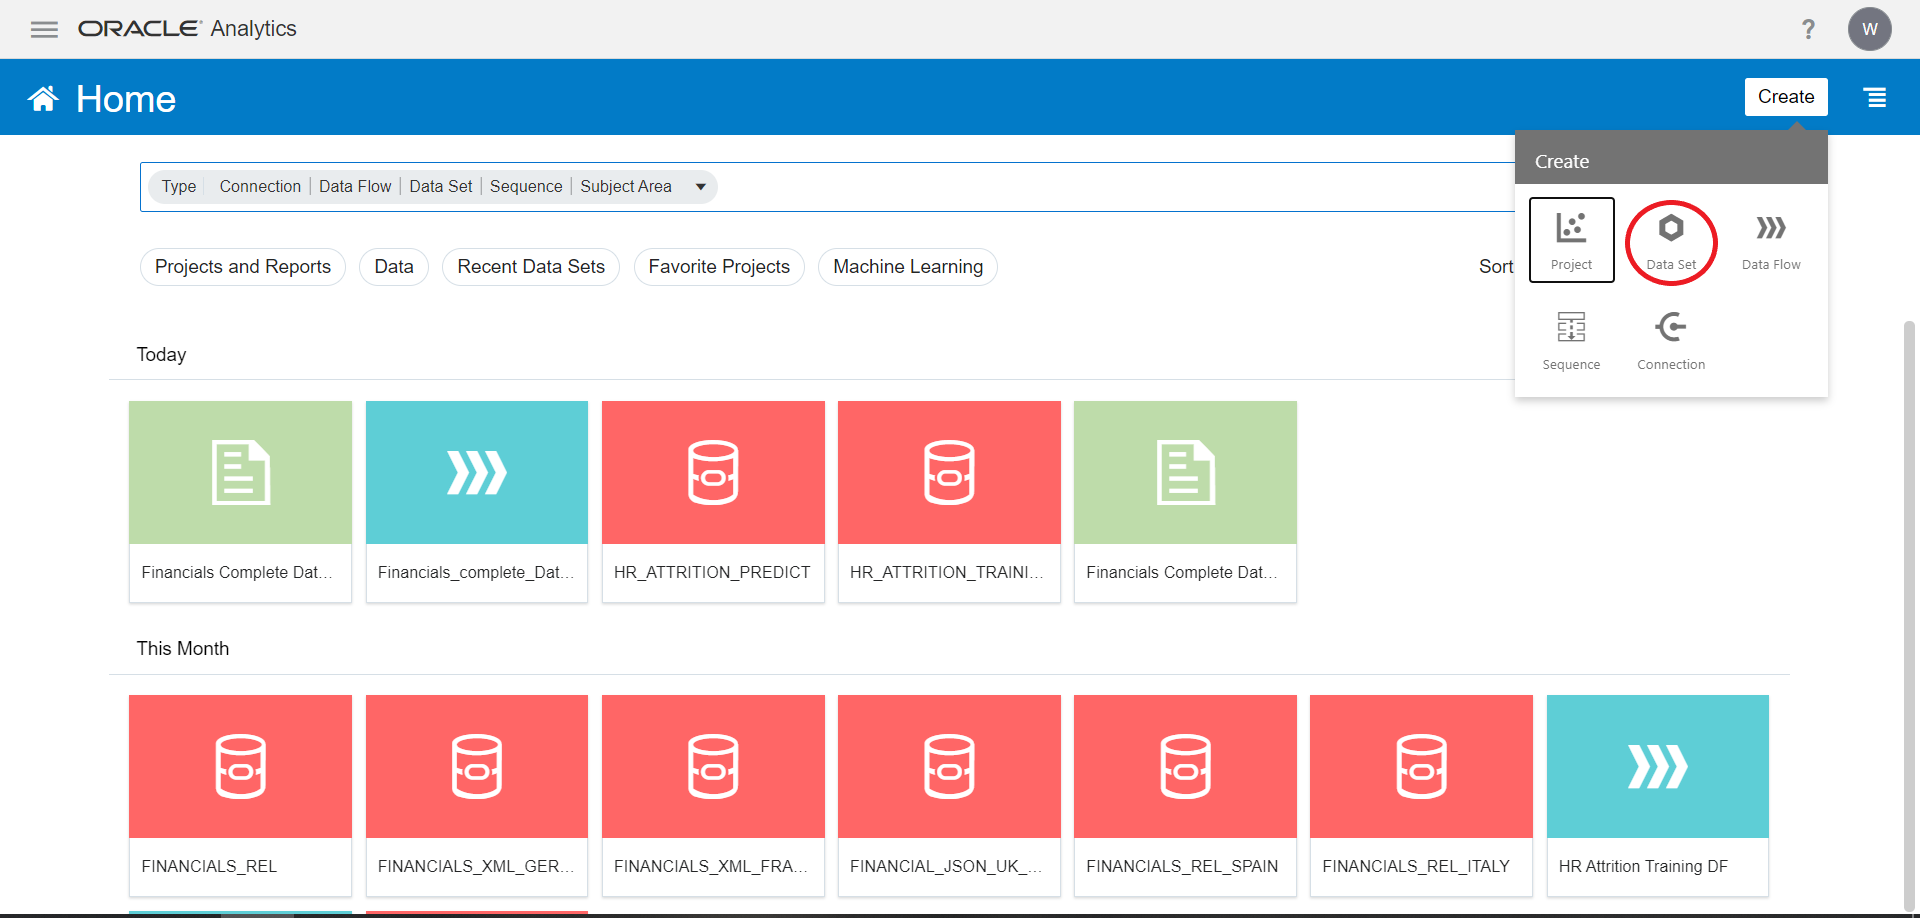 ORACLE Analytics
?
W
Home
Create
Type Connection Data Flow Data Set Sequence Subject Area
Create
Project
Data Set
Data Flow
Sequence
Connection
Projects and Reports
Data
Recent Data Sets
Favorite Projects
Machine Learning
Sort
Today
Financials Complete Dat...
Financials_complete_Dat...
HR_ATTRITION_PREDICT
HR_ATTRITION_TRAINI...
Financials Complete Dat...
This Month
FINANCIALS_REL
FINANCIALS_XML_GER...
FINANCIALS_XML_FRA...
FINANCIAL_JSON_UK_...
FINANCIALS_REL_SPAIN
FINANCIALS_REL_ITALY
HR Attrition Training DF